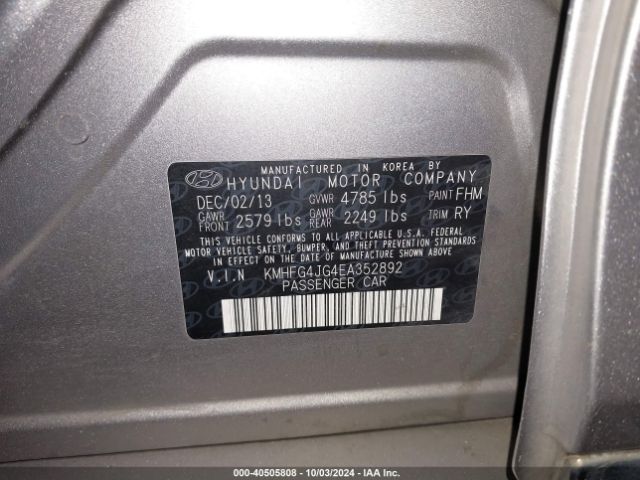 MANUFACTURED IN KOREA BY
HYUNDAI MOTOR COMPANY
DEC/02/13 GVWR 4785 lbs PAINT FHM
GAWR FRONT 2579 lbs GAWR REAR 2249 lbs TRIM RY
THIS VEHICLE CONFORMS TO ALL APPLICABLE U.S.A. FEDERAL
MOTOR VEHICLE SAFETY, BUMPER, AND THEFT PREVENTION
STANDARDS IN EFFECT ON THE DATE OF MANUFACTURE SHOWN ABOVE.
V.I.N KMHFG4JG4EA352892
PASSENGER CAR
000-40505808 - 10/03/2024 - IAA Inc.